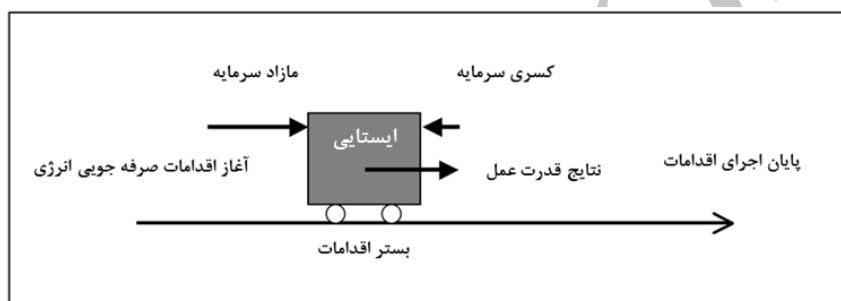 کسری سرمایه
مازاد سرمایه
ایستایی
پایان اجرای اقدامات
نتایج قدرت عمل
آغاز اقدامات صرفه جویی انرژی
بستر اقدامات